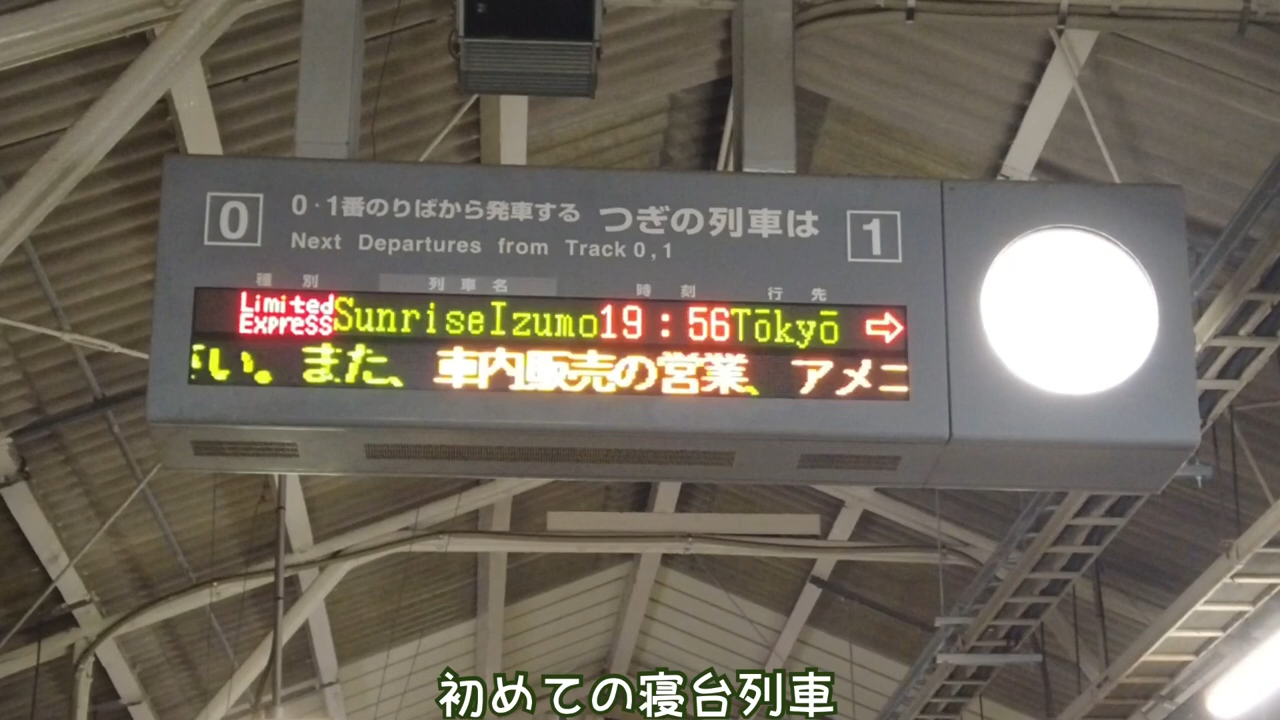 0 0・1番のりばから発車する つぎの列車は 1
Next Departures from Track 0,1
種別 列車名 時刻 行先
Limited Express SunriseIzumo 19:56 Tōkyō ⇨
さい。また、車内販売の営業、アメニ
初めての寝台列車